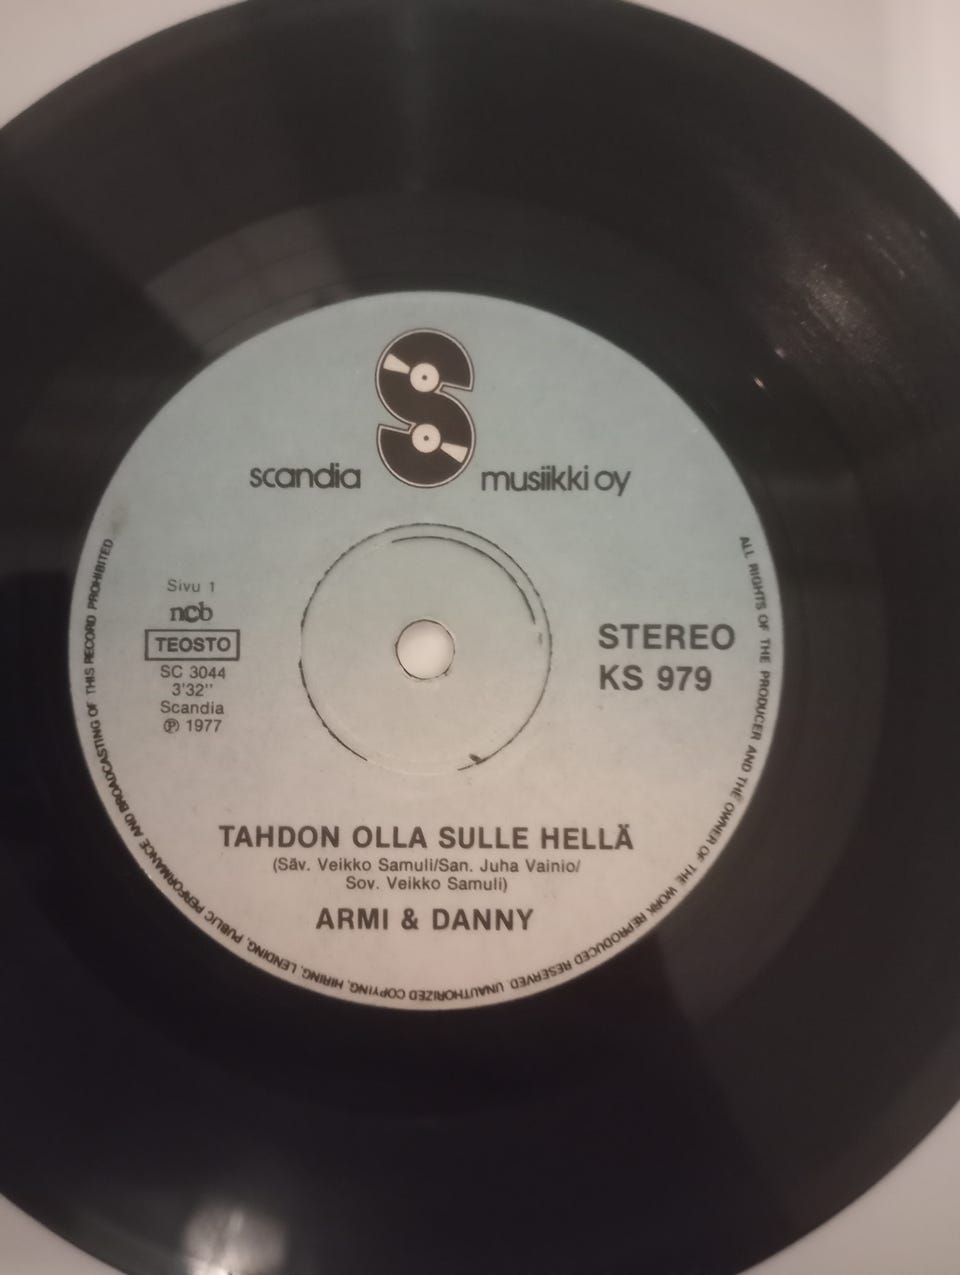 S
scandia musiikki oy
Sivu 1
ncb
TEOSTO
SC 3044
3'32''
Scandia
℗ 1977
STEREO
KS 979
TAHDON OLLA SULLE HELLÄ
(Säv. Veikko Samuli/San. Juha Vainio/
Sov. Veikko Samuli)
ARMI & DANNY
ALL RIGHTS OF THE PRODUCER AND THE OWNER OF THE WORK REPRODUCED RESERVED. UNAUTHORIZED COPYING, HIRING, LENDING, PUBLIC PERFORMANCE AND BROADCASTING OF THIS RECORD PROHIBITED